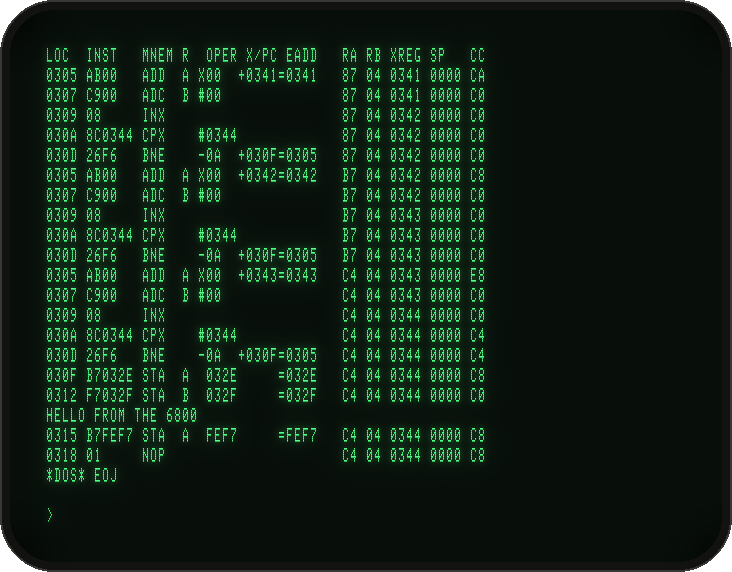 LOC  INST   MNEM R  OPER X/PC EADD   RA RB XREG SP   CC
0305 AB00   ADD  A X00  +0341=0341   87 04 0341 0000 CA
0307 C900   ADC  B #00               87 04 0341 0000 C0
0309 08     INX                      87 04 0342 0000 C0
030A 8C0344 CPX    #0344             87 04 0342 0000 C0
030D 26F6   BNE    -0A  +030F=0305   87 04 0342 0000 C0
0305 AB00   ADD  A X00  +0342=0342   B7 04 0342 0000 C8
0307 C900   ADC  B #00               B7 04 0342 0000 C0
0309 08     INX                      B7 04 0343 0000 C0
030A 8C0344 CPX    #0344             B7 04 0343 0000 C0
030D 26F6   BNE    -0A  +030F=0305   B7 04 0343 0000 C0
0305 AB00   ADD  A X00  +0343=0343   C4 04 0343 0000 E8
0307 C900   ADC  B #00               C4 04 0343 0000 C0
0309 08     INX                      C4 04 0344 0000 C0
030A 8C0344 CPX    #0344             C4 04 0344 0000 C4
030D 26F6   BNE    -0A  +030F=0305   C4 04 0344 0000 C4
030F B7032E STA  A  032E     =032E   C4 04 0344 0000 C8
0312 F7032F STA  B  032F     =032F   C4 04 0344 0000 C0
HELLO FROM THE 6800
0315 B7FEF7 STA  A  FEF7     =FEF7   C4 04 0344 0000 C8
0318 01     NOP                      C4 04 0344 0000 C8
*DOS* EOJ
>